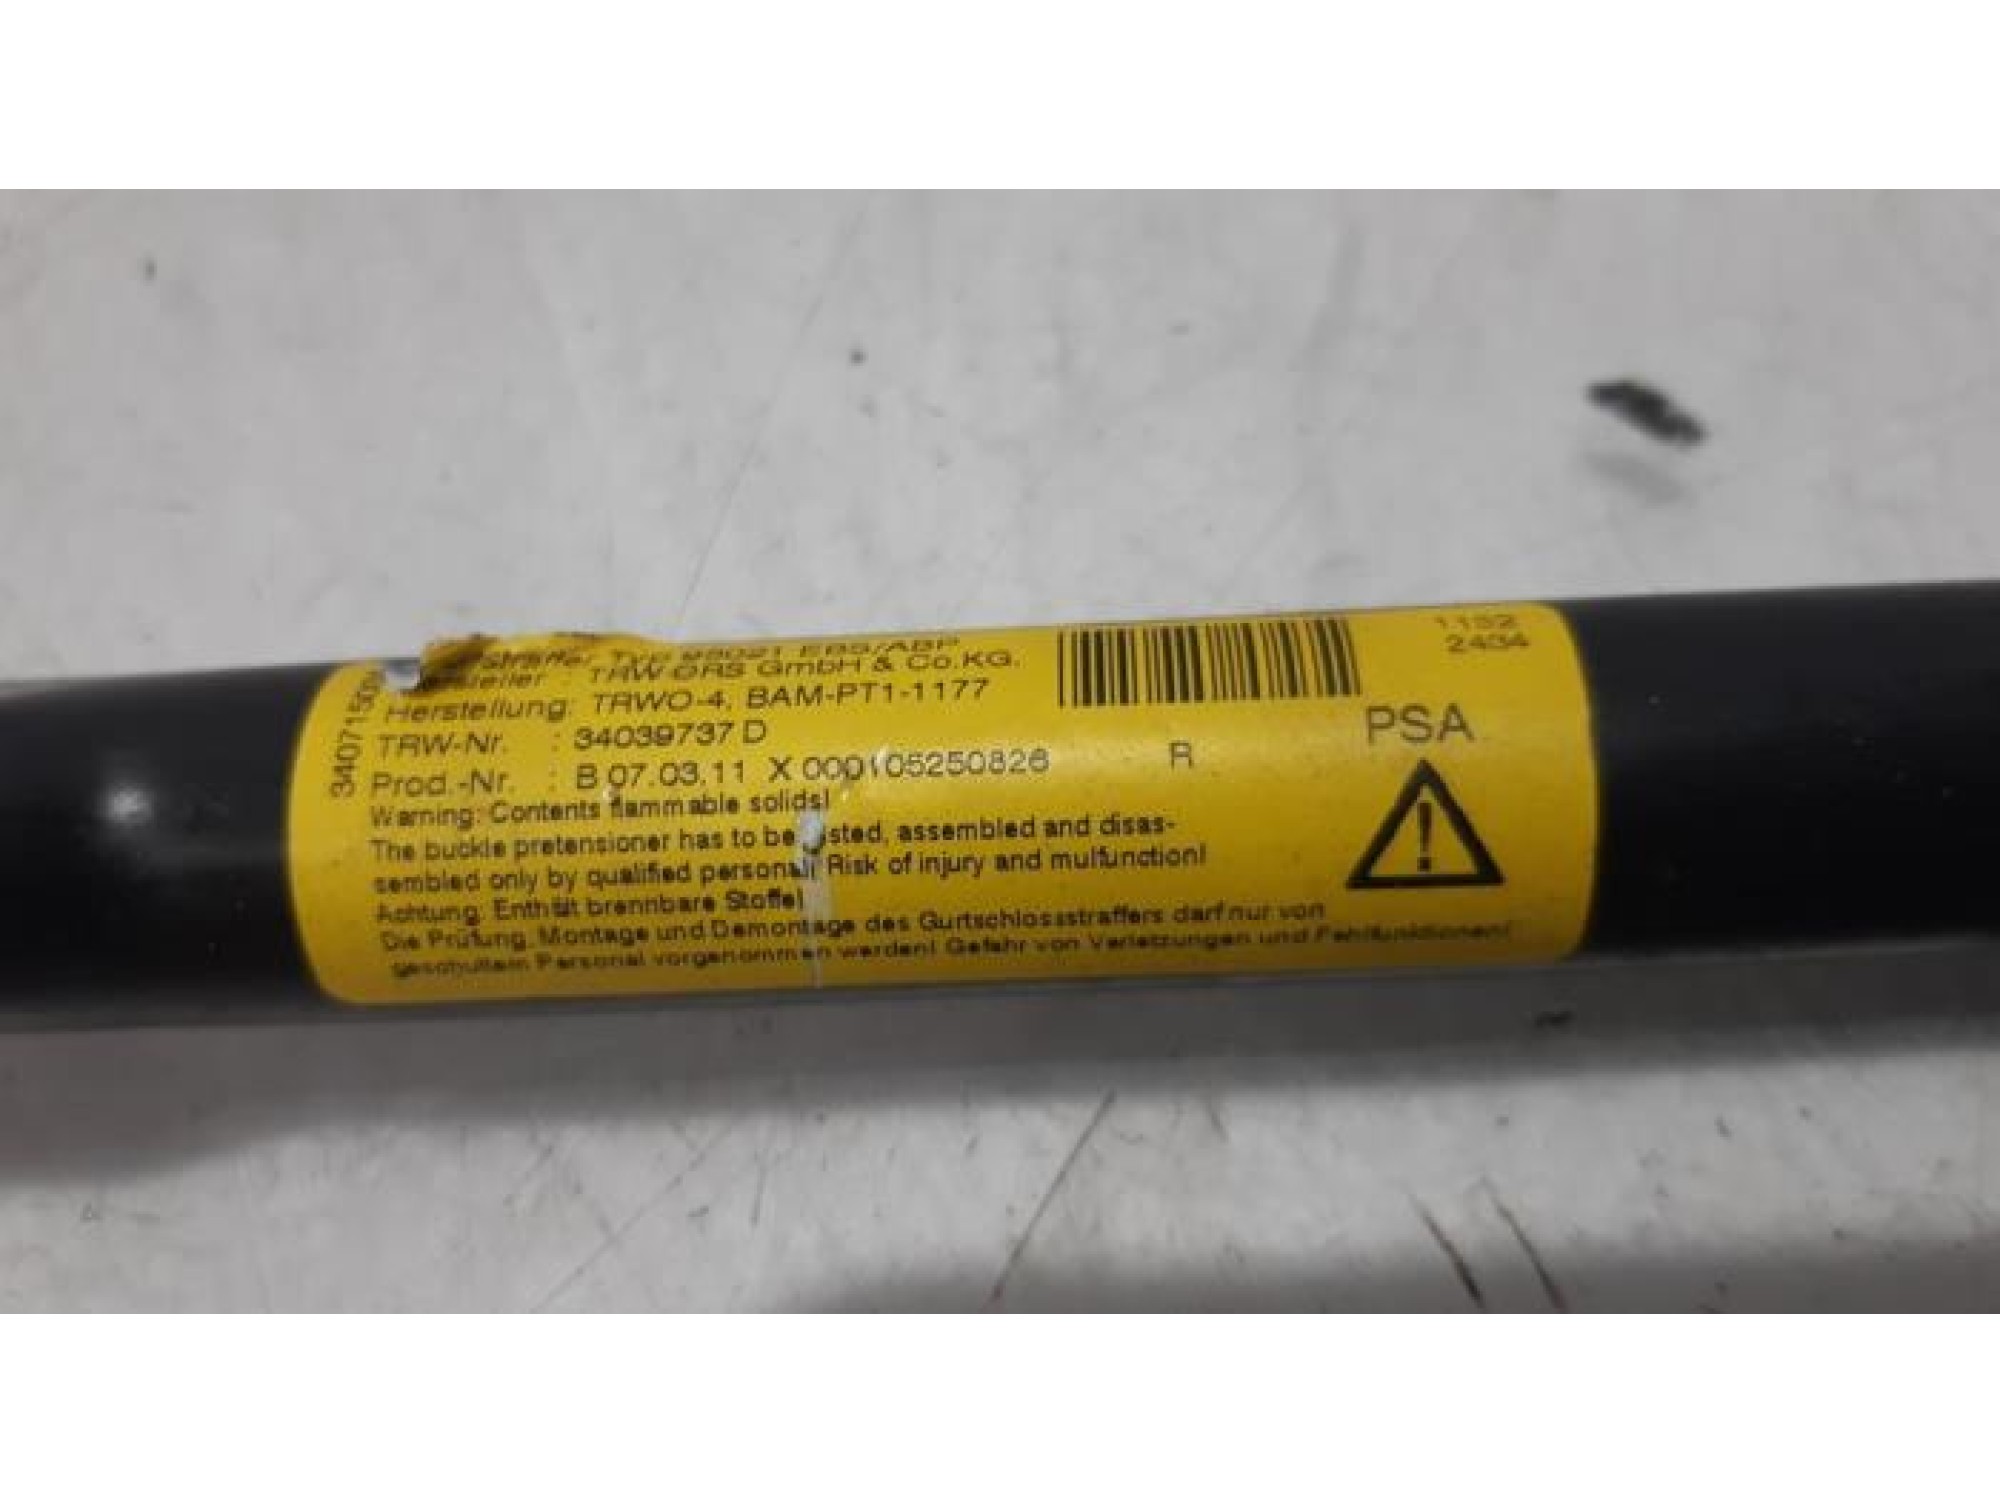 Typ 98021 EBS/ABP
: TRW ORS GmbH & Co.KG.
Herstellung: TRWO-4, BAM-PT1-1177
TRW-Nr. : 34039737 D
Prod.-Nr. : B 07.03.11 X 000105250826 R
Warning: Contents flammable solids!
The buckle pretensioner has to be assembled and disas-
sembled only by qualified personal! Risk of injury and mulfunction!
Achtung: Enthält brennbare Stoffe!
Die Prüfung, Montage und Demontage des Gurtschlossstraffers darf nur von
geschultem Personal vorgenommen werden! Gefahr von Verletzungen und Fehlfunktionen!
1152
2434
PSA
!